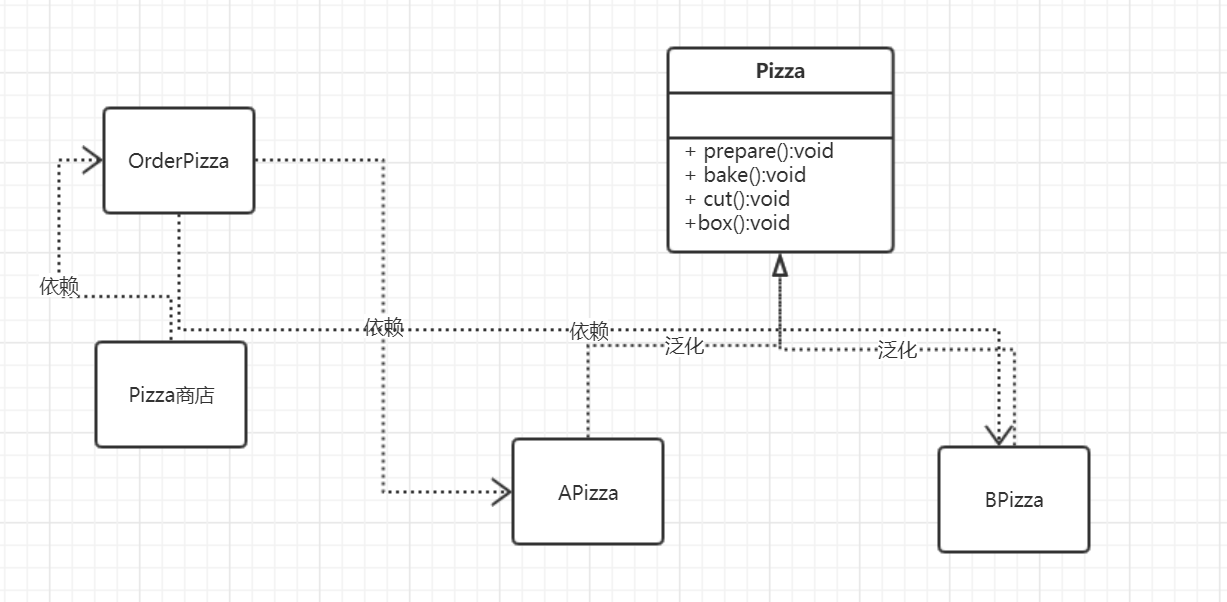 Pizza
+ prepare():void
+ bake():void
+ cut():void
+box():void
OrderPizza
依赖
依赖
依赖
泛化
泛化
Pizza商店
APizza
BPizza